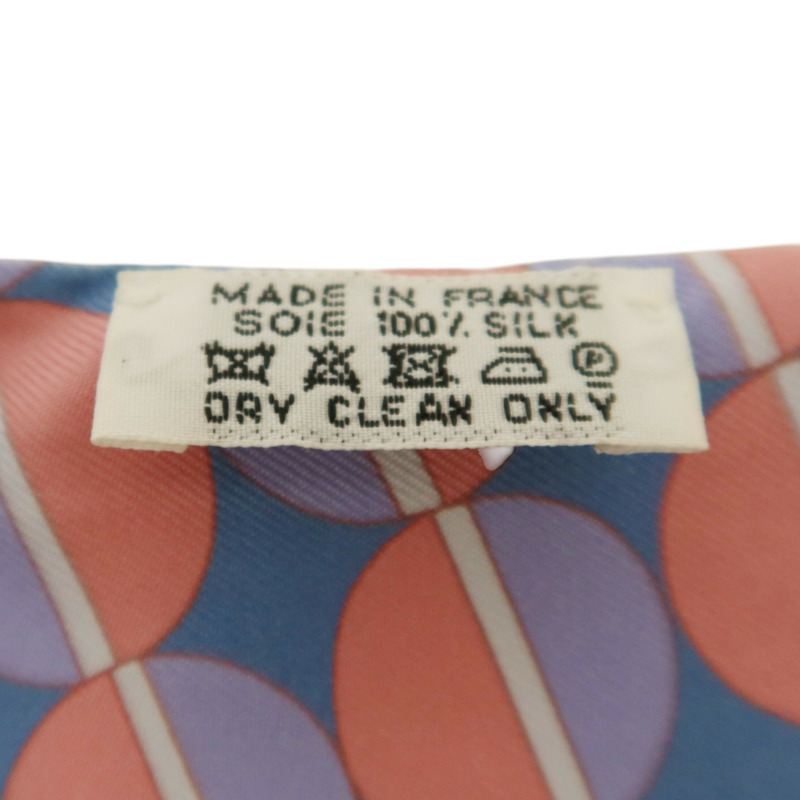 MADE IN FRANCE
SOIE 100% SILK
P
DRY CLEAN ONLY